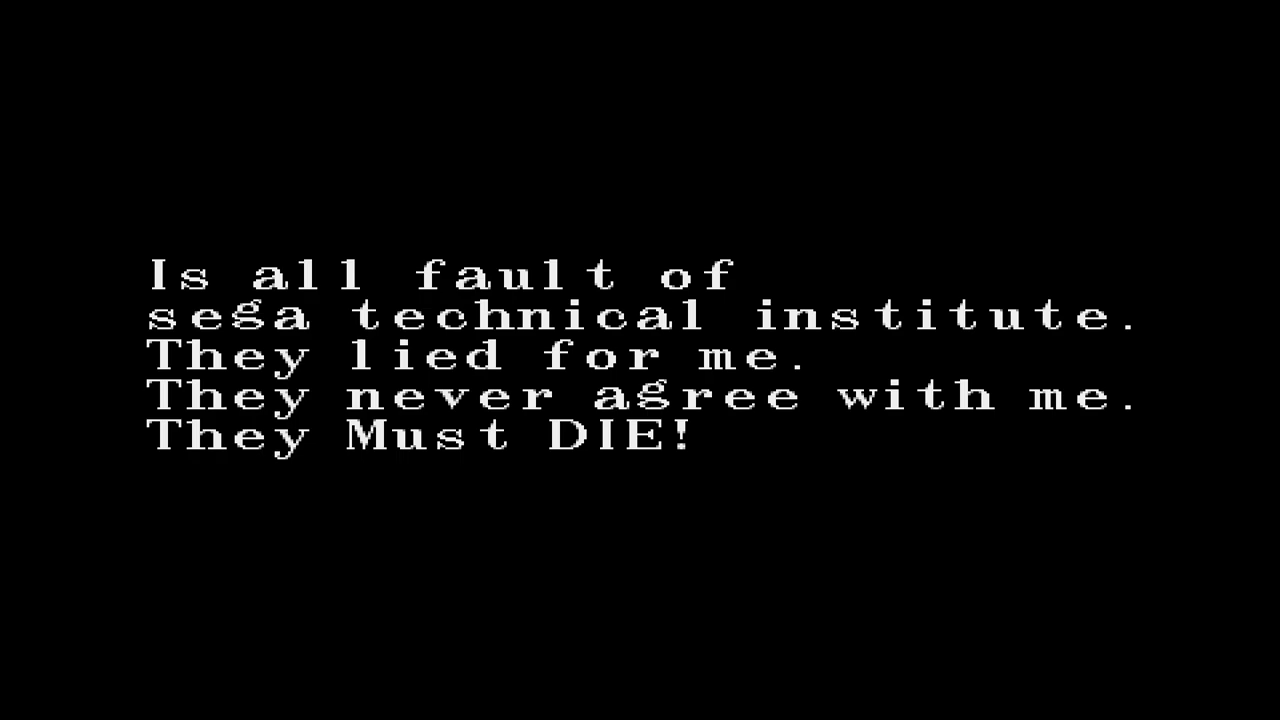 Is all fault of
sega technical institute.
They lied for me.
They never agree with me.
They Must DIE!